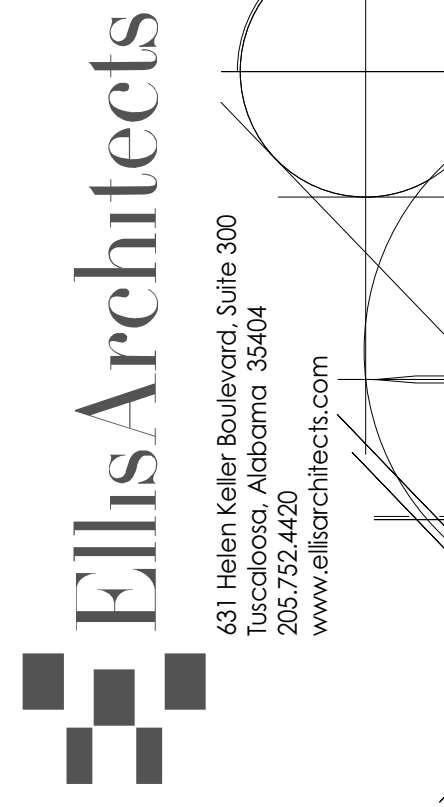 EllisArchitects
631 Helen Keller Boulevard, Suite 300
Tuscaloosa, Alabama  35404
205.752.4420
www.ellisarchitects.com